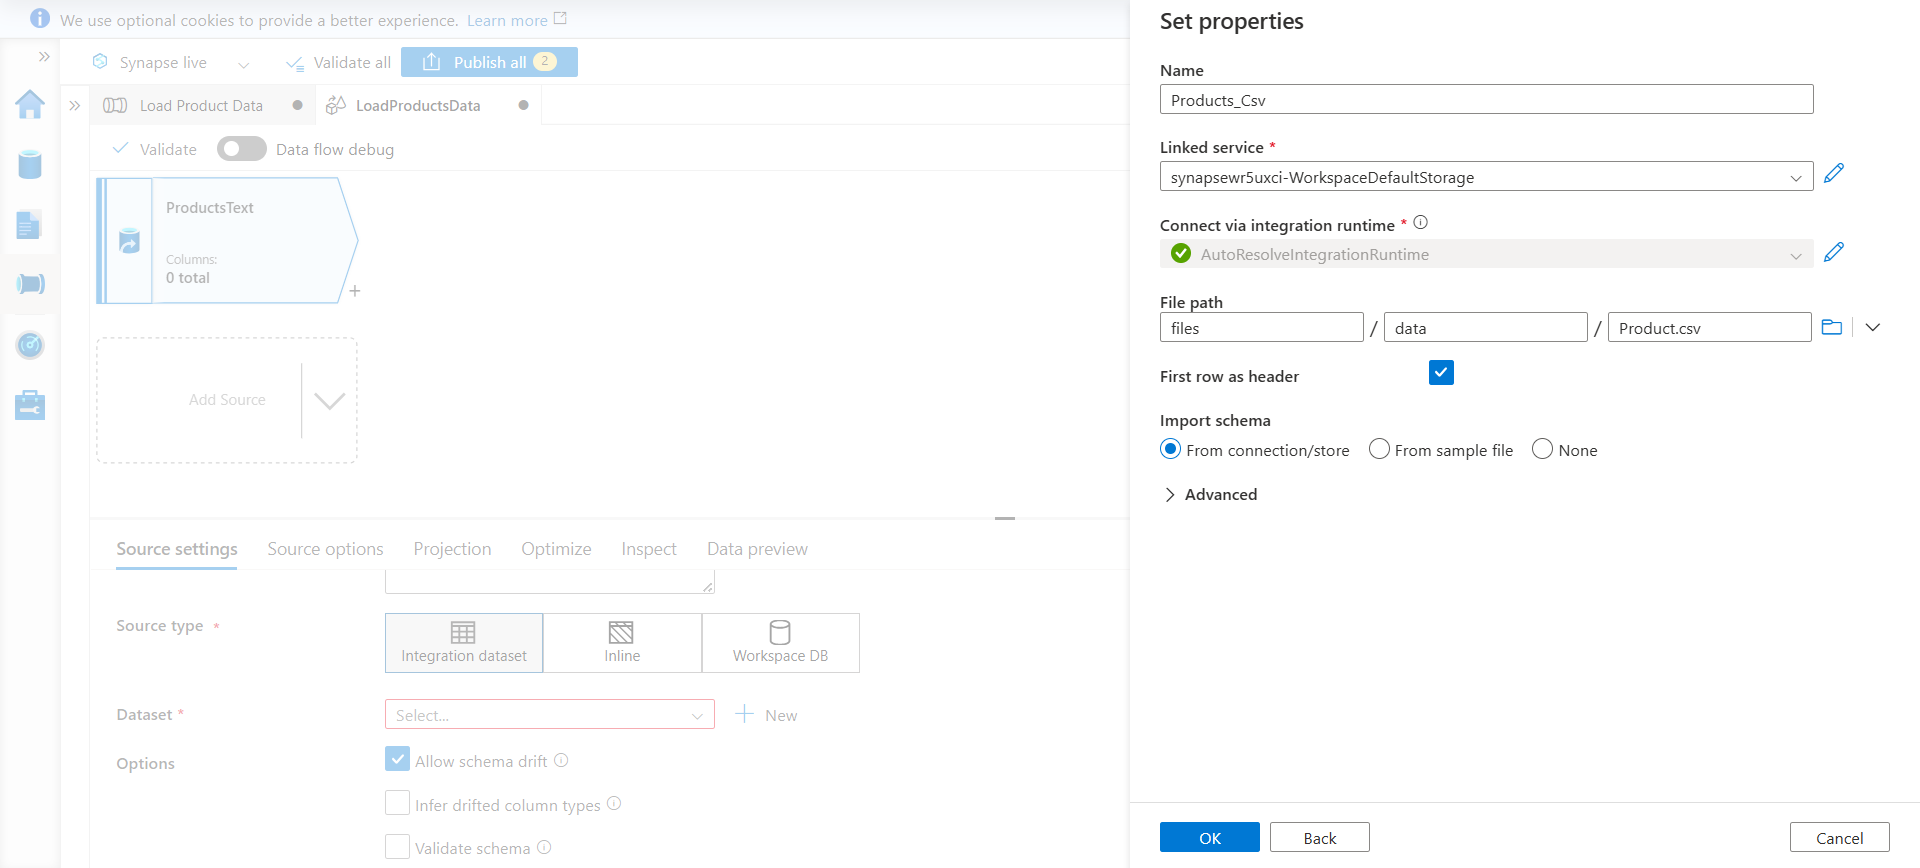 We use optional cookies to provide a better experience. Learn more
Synapse live
Validate all
Publish all 2
Load Product Data
LoadProductsData
Validate
Data flow debug
ProductsText
Columns:
0 total
+
Add Source
Source settings
Source options
Projection
Optimize
Inspect
Data preview
Source type *
Integration dataset
Inline
Workspace DB
Dataset *
Select...
New
Options
Allow schema drift
Infer drifted column types
Validate schema
Set properties
Name
Products_Csv
Linked service *
synapsewr5uxci-WorkspaceDefaultStorage
Connect via integration runtime *
AutoResolveIntegrationRuntime
File path
files / data / Product.csv
First row as header
Import schema
From connection/store
From sample file
None
Advanced
OK
Back
Cancel